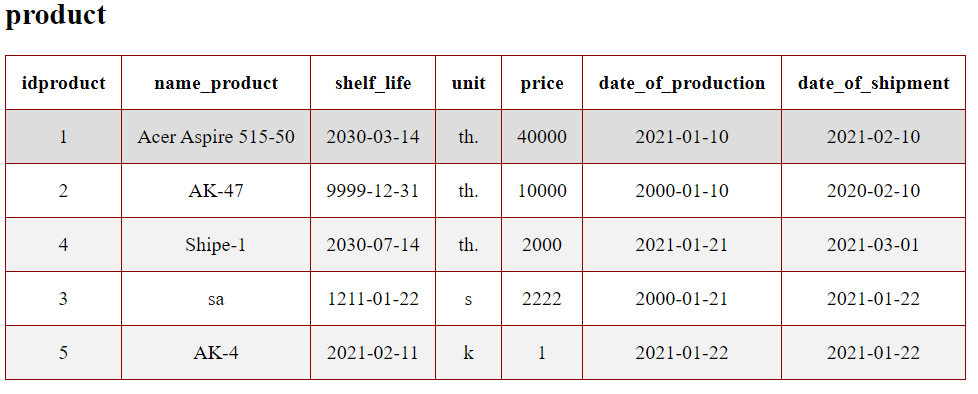 product
idproduct name_product shelf_life unit price date_of_production date_of_shipment
1 Acer Aspire 515-50 2030-03-14 th. 40000 2021-01-10 2021-02-10
2 AK-47 9999-12-31 th. 10000 2000-01-10 2020-02-10
4 Shipe-1 2030-07-14 th. 2000 2021-01-21 2021-03-01
3 sa 1211-01-22 s 2222 2000-01-21 2021-01-22
5 AK-4 2021-02-11 k 1 2021-01-22 2021-01-22